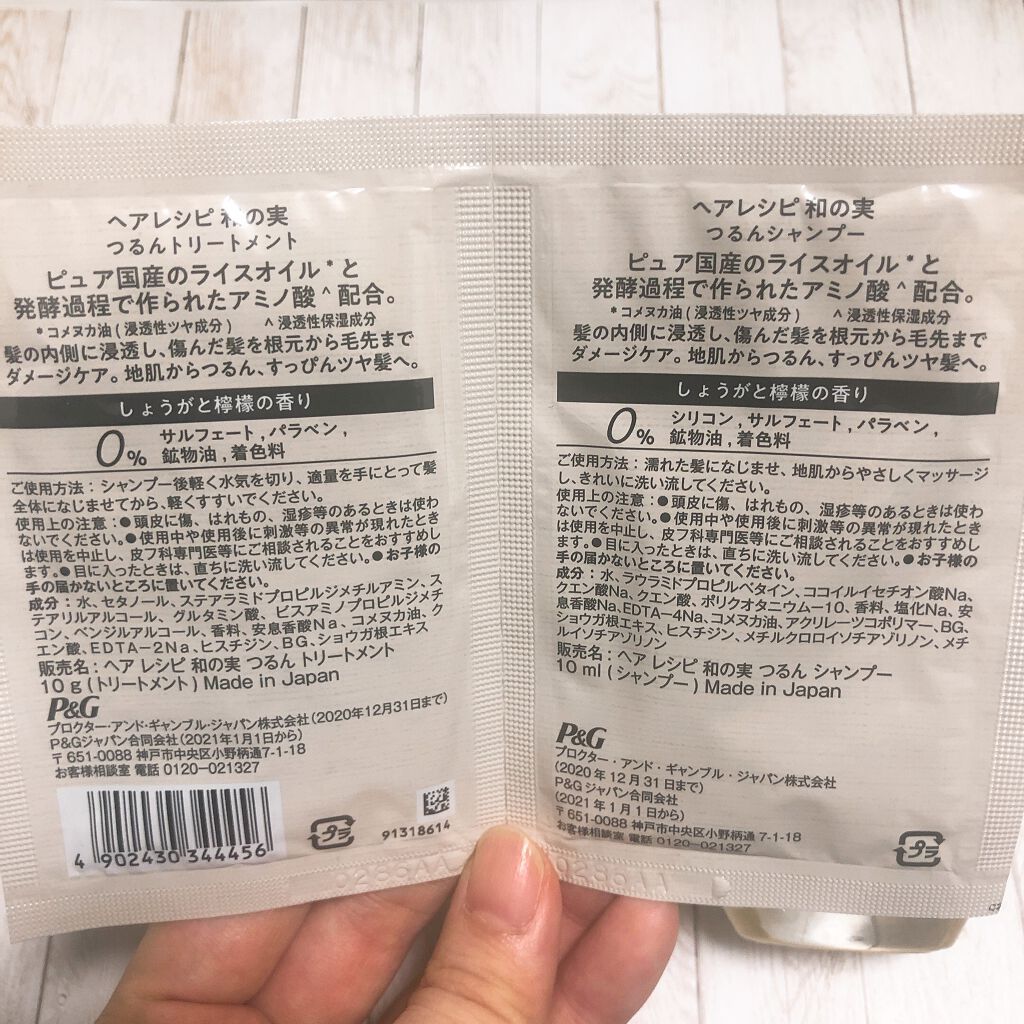 ヘアレシピ 和の実
つるんトリートメント
ピュア国産のライスオイル*と
発酵過程で作られたアミノ酸^配合。
*コメヌカ油(浸透性ツヤ成分) ^浸透性保湿成分
髪の内側に浸透し、傷んだ髪を根元から毛先まで
ダメージケア。地肌からつるん、すっぴんツヤ髪へ。
しょうがと檸檬の香り
0% サルフェート,パラベン,
鉱物油,着色料
ご使用方法:シャンプー後軽く水気を切り、適量を手にとって髪
全体になじませてから、軽くすすいでください。
使用上の注意:●頭皮に傷、はれもの、湿疹等のあるときは使わ
ないでください。●使用中や使用後に刺激等の異常が現れたとき
は使用を中止し、皮フ科専門医等にご相談されることをおすすめし
ます。●目に入ったときは、直ちに洗い流してください。●お子様の
手の届かないところに置いてください。
成分:水、セタノール、ステアラミドプロピルジメチルアミン、ス
テアリルアルコール、グルタミン酸、ビスアミノプロピルジメチ
コン、ベンジルアルコール、香料、安息香酸Na、コメヌカ油、ク
エン酸、EDTA-2Na、ヒスチジン、BG、ショウガ根エキス
販売名:ヘア レシピ 和の実 つるん トリートメント
10 g (トリートメント) Made in Japan
P&G
プロクター・アンド・ギャンブル・ジャパン株式会社(2020年12月31日まで)
P&Gジャパン合同会社(2021年1月1日から)
〒651-0088 神戸市中央区小野柄通7-1-18
お客様相談室 電話 0120-021327
4 902430 344456
プラ
91318614
ヘアレシピ 和の実
つるんシャンプー
ピュア国産のライスオイル*と
発酵過程で作られたアミノ酸^配合。
*コメヌカ油(浸透性ツヤ成分) ^浸透性保湿成分
髪の内側に浸透し、傷んだ髪を根元から毛先まで
ダメージケア。地肌からつるん、すっぴんツヤ髪へ。
しょうがと檸檬の香り
0% シリコン,サルフェート,パラベン,
鉱物油,着色料
ご使用方法:濡れた髪になじませ、地肌からやさしくマッサージ
し、きれいに洗い流してください。
使用上の注意:●頭皮に傷、はれもの、湿疹等のあるときは使わ
ないでください。●使用中や使用後に刺激等の異常が現れたとき
は使用を中止し、皮フ科専門医等にご相談されることをおすすめし
ます。●目に入ったときは、直ちに洗い流してください。●お子様の
手の届かないところに置いてください。
成分:水、ラウラミドプロピルベタイン、ココイルイセチオン酸Na、
クエン酸Na、クエン酸、ポリクオタニウム-10、香料、塩化Na、安
息香酸Na、EDTA-4Na、コメヌカ油、アクリレーツコポリマー、BG、
ショウガ根エキス、ヒスチジン、メチルクロロイソチアゾリノン、メチ
ルイソチアゾリノン
販売名:ヘア レシピ 和の実 つるん シャンプー
10 ml (シャンプー) Made in Japan
P&G
プロクター・アンド・ギャンブル・ジャパン株式会社
(2020年12月31日まで)
P&Gジャパン合同会社
(2021年1月1日から)
〒651-0088 神戸市中央区小野柄通7-1-18
お客様相談室 電話 0120-021327
プラ